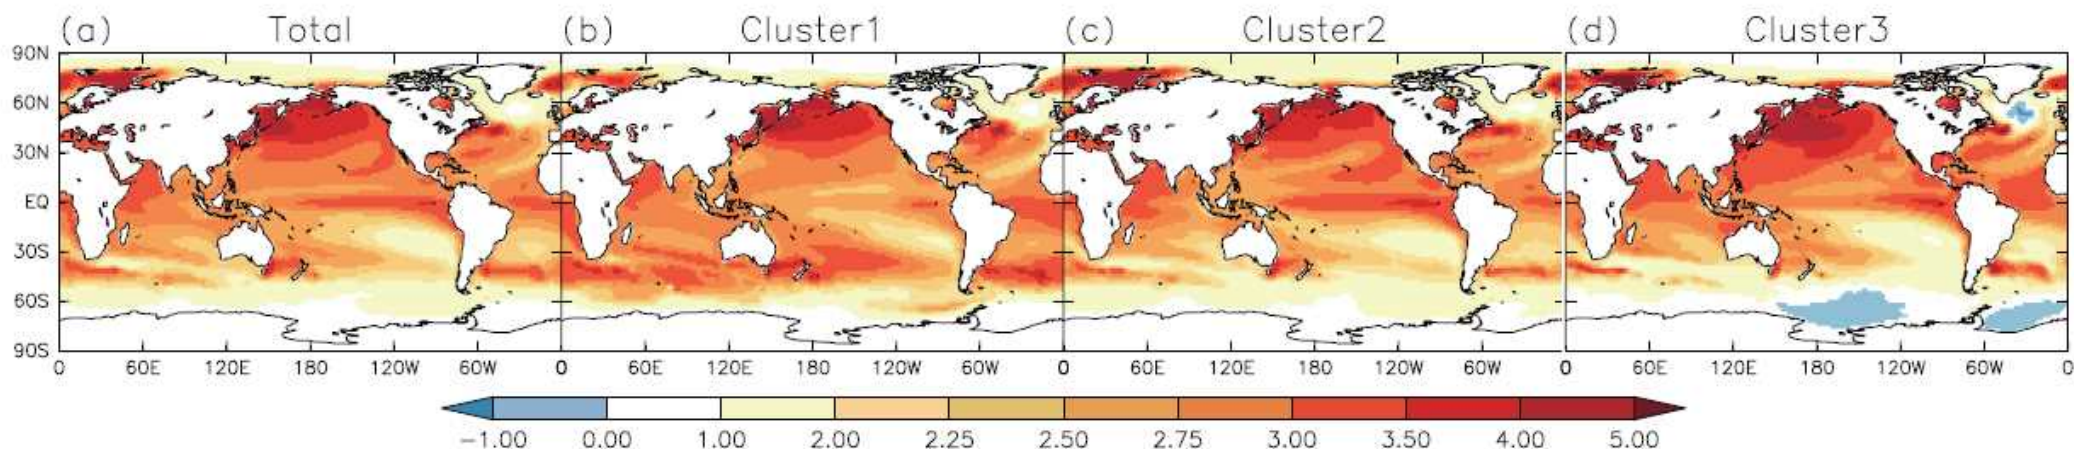 (a) Total (b) Cluster1 (c) Cluster2 (d) Cluster3
90N
60N
30N
EQ
30S
60S
90S
0 60E 120E 180 120W 60W 0 60E 120E 180 120W 60W 0 60E 120E 180 120W 60W 0 60E 120E 180 120W 60W 0
−1.00 0.00 1.00 2.00 2.25 2.50 2.75 3.00 3.50 4.00 5.00